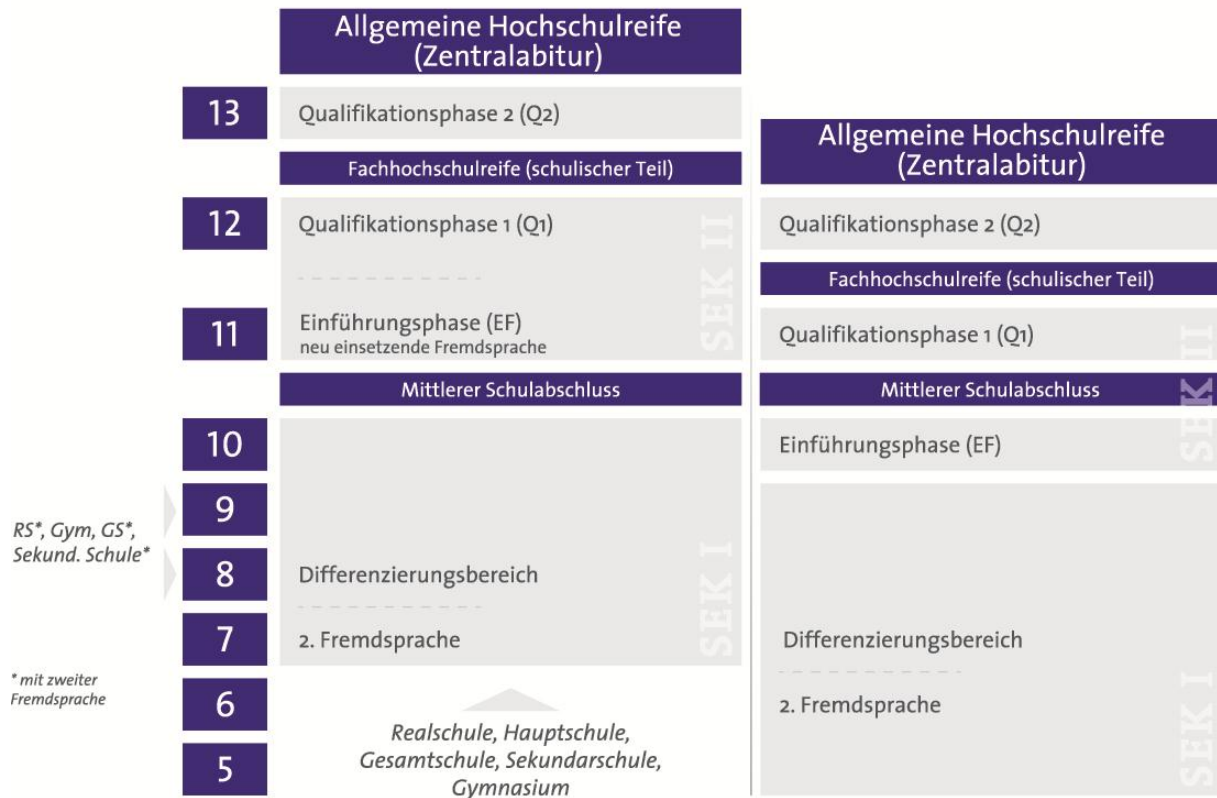 Allgemeine Hochschulreife
(Zentralabitur)
13
Qualifikationsphase 2 (Q2)
Fachhochschulreife (schulischer Teil)
12
Qualifikationsphase 1 (Q1)
11
Einführungsphase (EF)
neu einsetzende Fremdsprache
SEK II
Mittlerer Schulabschluss
10
9
8
Differenzierungsbereich
7
2. Fremdsprache
SEK I
6
5
RS*, Gym, GS*,
Sekund. Schule*
* mit zweiter
Fremdsprache
Realschule, Hauptschule,
Gesamtschule, Sekundarschule,
Gymnasium
Allgemeine Hochschulreife
(Zentralabitur)
Qualifikationsphase 2 (Q2)
Fachhochschulreife (schulischer Teil)
Qualifikationsphase 1 (Q1)
Mittlerer Schulabschluss
Einführungsphase (EF)
SEK II
Differenzierungsbereich
2. Fremdsprache
SEK I